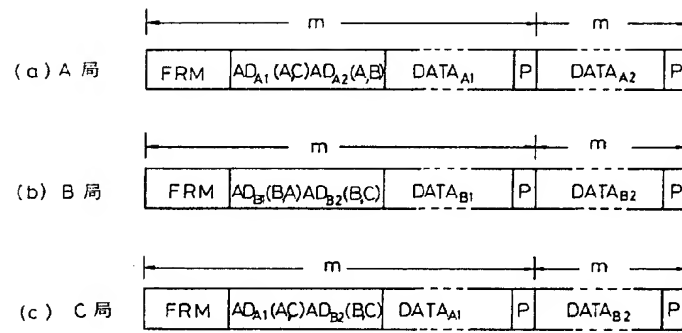 m m
(a) A 局 FRM AD_A1(A,C)AD_A2(A,B) DATA_A1 P DATA_A2 P
m m
(b) B 局 FRM AD_B1(B,A)AD_B2(B,C) DATA_B1 P DATA_B2 P
m m
(c) C 局 FRM AD_A1(A,C)AD_B2(B,C) DATA_A1 P DATA_B2 P